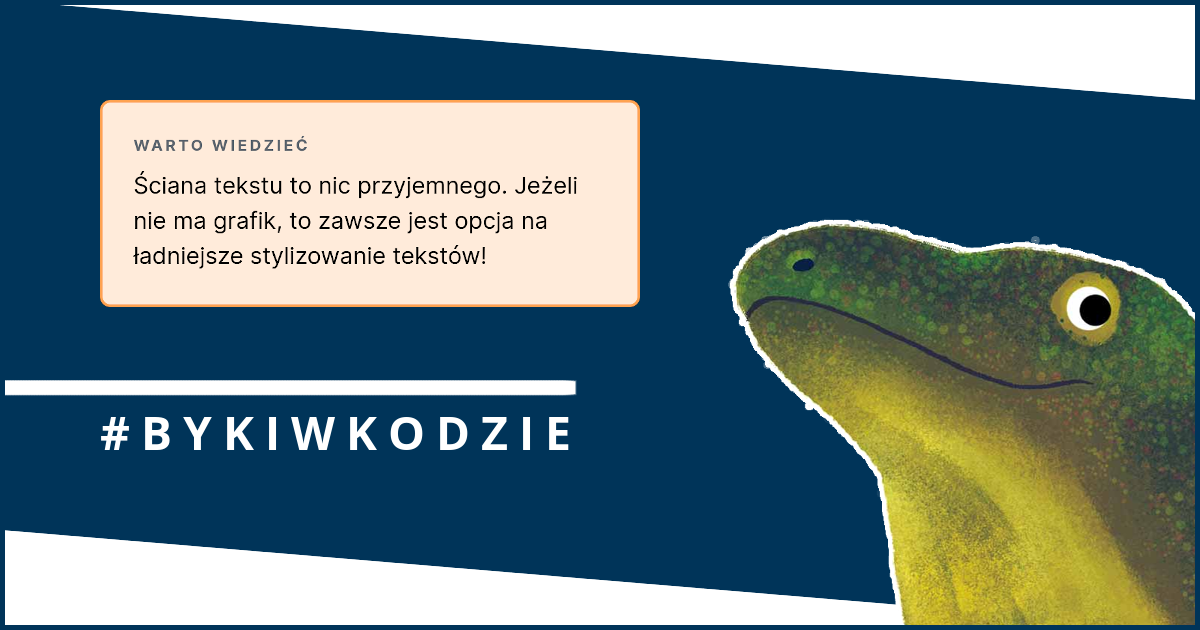 WARTO WIEDZIEĆ
Ściana tekstu to nic przyjemnego. Jeżeli
nie ma grafik, to zawsze jest opcja na
ładniejsze stylizowanie tekstów!
#BYKIWKODZIE